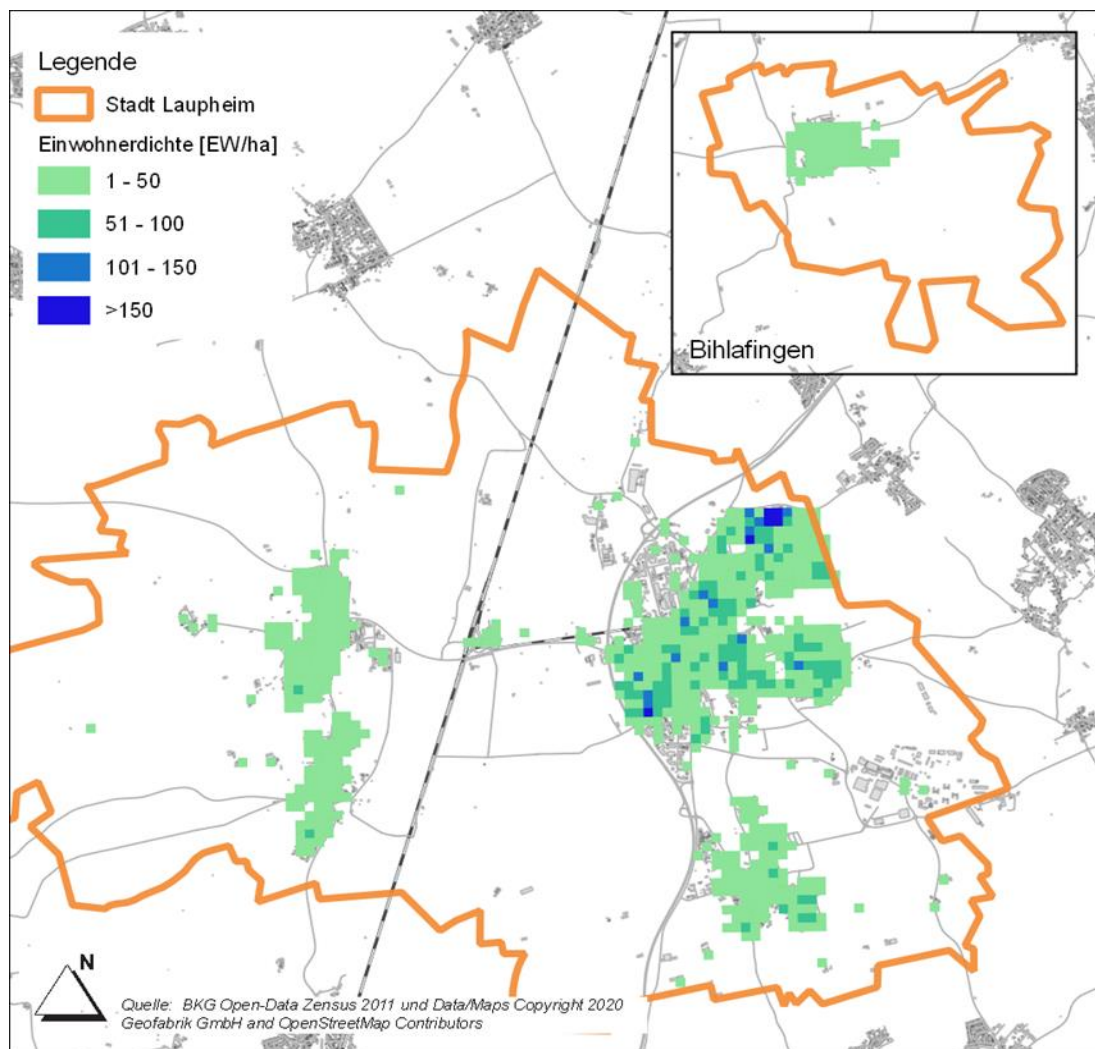 Legende
Stadt Laupheim
Einwohnerdichte [EW/ha]
1 - 50
51 - 100
101 - 150
>150
Bihlafingen
N
Quelle: BKG Open-Data Zensus 2011 und Data/Maps Copyright 2020
Geofabrik GmbH and OpenStreetMap Contributors